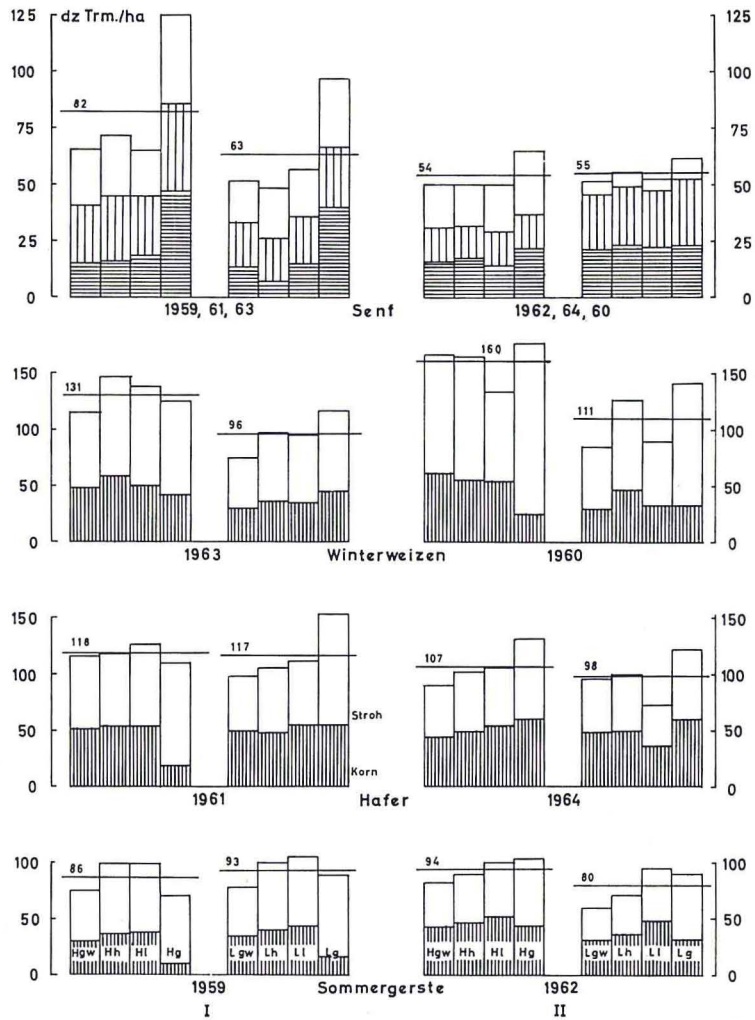 125 dz Trm./ha 125
100 100
82
75 75
63
54 55
50 50
25 25
0 0
1959, 61, 63 Senf 1962, 64, 60
150 160 150
131
111
100 96 100
50 50
0 0
1963 Winterweizen 1960
150 150
118 117
107
98
100 100
Stroh
50 50
Korn
0 0
1961 Hafer 1964
100 93 94 100
86
80
50 50
Hgw Hh Hl Hg Lgw Lh Ll Lg Hgw Hh Hl Hg Lgw Lh Ll Lg
0 0
1959 Sommergerste 1962
I II